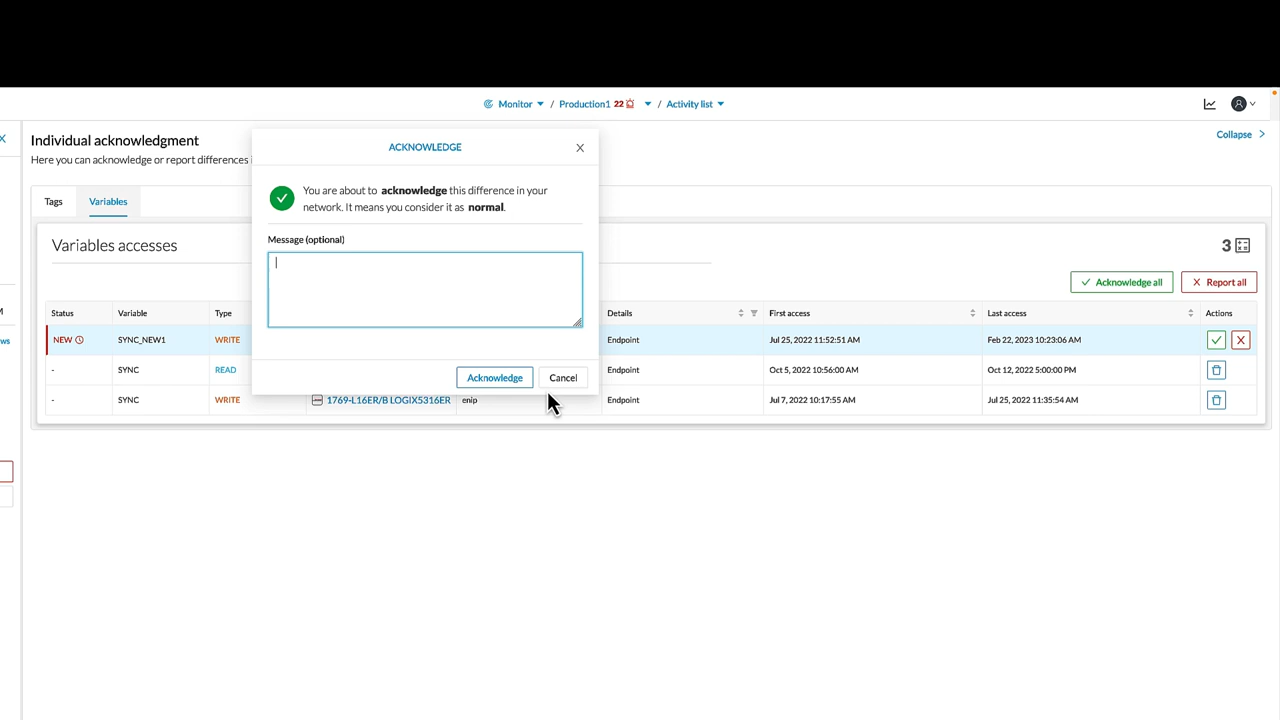 Monitor / Production1 22 / Activity list
Individual acknowledgment
Collapse
Here you can acknowledge or report differences i
ACKNOWLEDGE
You are about to acknowledge this difference in your
network. It means you consider it as normal.
Message (optional)
Acknowledge Cancel
Tags Variables
Variables accesses
3
Acknowledge all Report all
Status Variable Type Details First access Last access Actions
NEW SYNC_NEW1 WRITE Endpoint Jul 25, 2022 11:52:51 AM Feb 22, 2023 10:23:06 AM
- SYNC READ Endpoint Oct 5, 2022 10:56:00 AM Oct 12, 2022 5:00:00 PM
- SYNC WRITE 1769-L16ER/B LOGIX5316ER enip Endpoint Jul 7, 2022 10:17:55 AM Jul 25, 2022 11:35:54 AM
M
ws